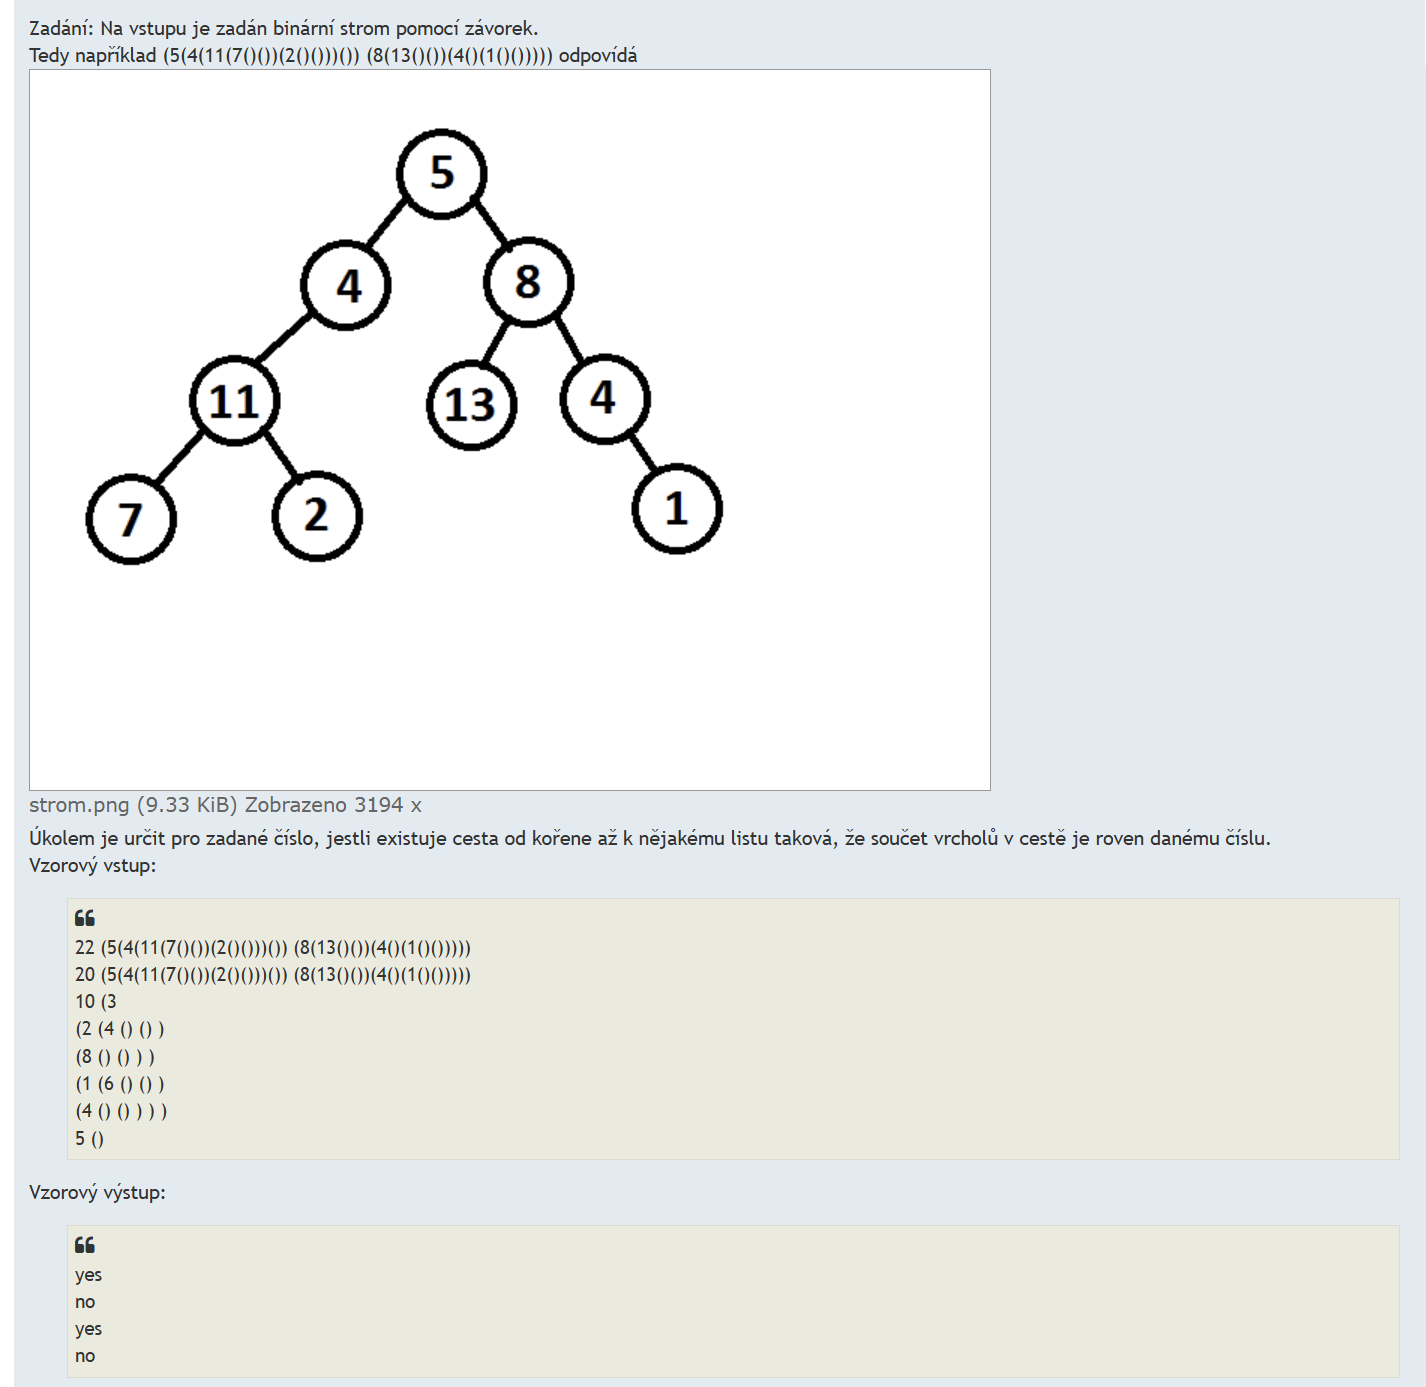 Zadání: Na vstupu je zadán binární strom pomocí závorek.
Tedy například (5(4(11(7()())(2()()))()) (8(13()())(4()(1()())))) odpovídá
5
4
8
11
13
4
7
2
1
strom.png (9.33 KiB) Zobrazeno 3194 x
Úkolem je určit pro zadané číslo, jestli existuje cesta od kořene až k nějakému listu taková, že součet vrcholů v cestě je roven danému číslu.
Vzorový vstup:
22 (5(4(11(7()())(2()()))()) (8(13()())(4()(1()()))))
20 (5(4(11(7()())(2()()))()) (8(13()())(4()(1()()))))
10 (3
(2 (4 () () )
(8 () () ) )
(1 (6 () () )
(4 () () ) ) )
5 ()
Vzorový výstup:
yes
no
yes
no